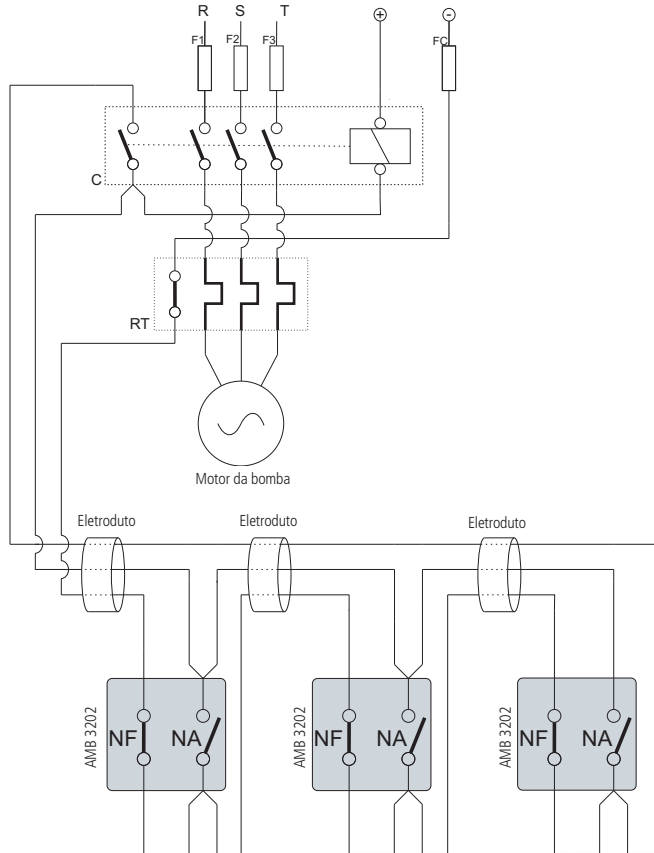 R S T
+ -
F1 F2 F3 FC
C
RT
Motor da bomba
Eletroduto Eletroduto Eletroduto
AMB 3202 NF NA AMB 3202 NF NA AMB 3202 NF NA